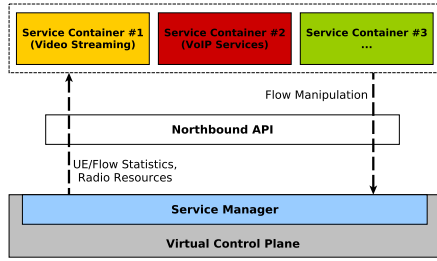 Service Container #1
(Video Streaming)
Service Container #2
(VoIP Services)
Service Container #3
...
Flow Manipulation
Northbound API
UE/Flow Statistics,
Radio Resources
Service Manager
Virtual Control Plane